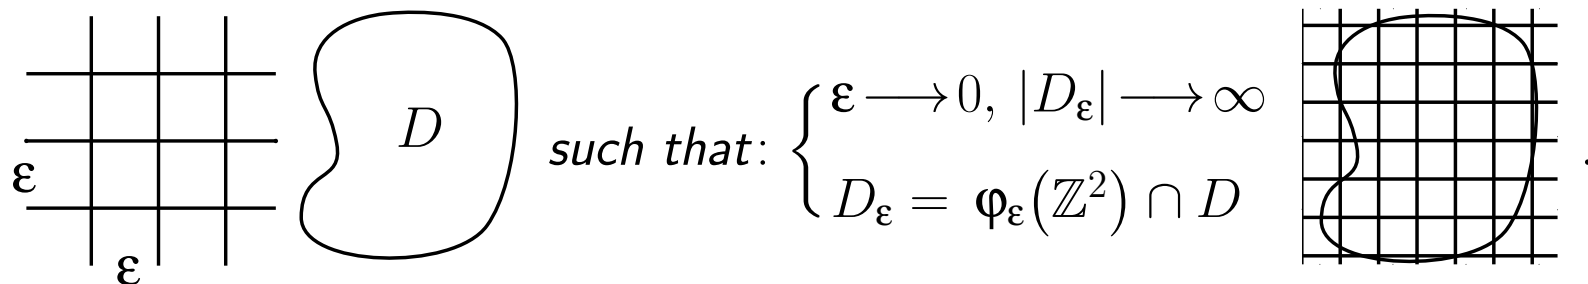 ε
ε
D
such that: { ε ⟶ 0, |D_ε| ⟶ ∞
D_ε = φ_ε(ℤ²) ∩ D
.